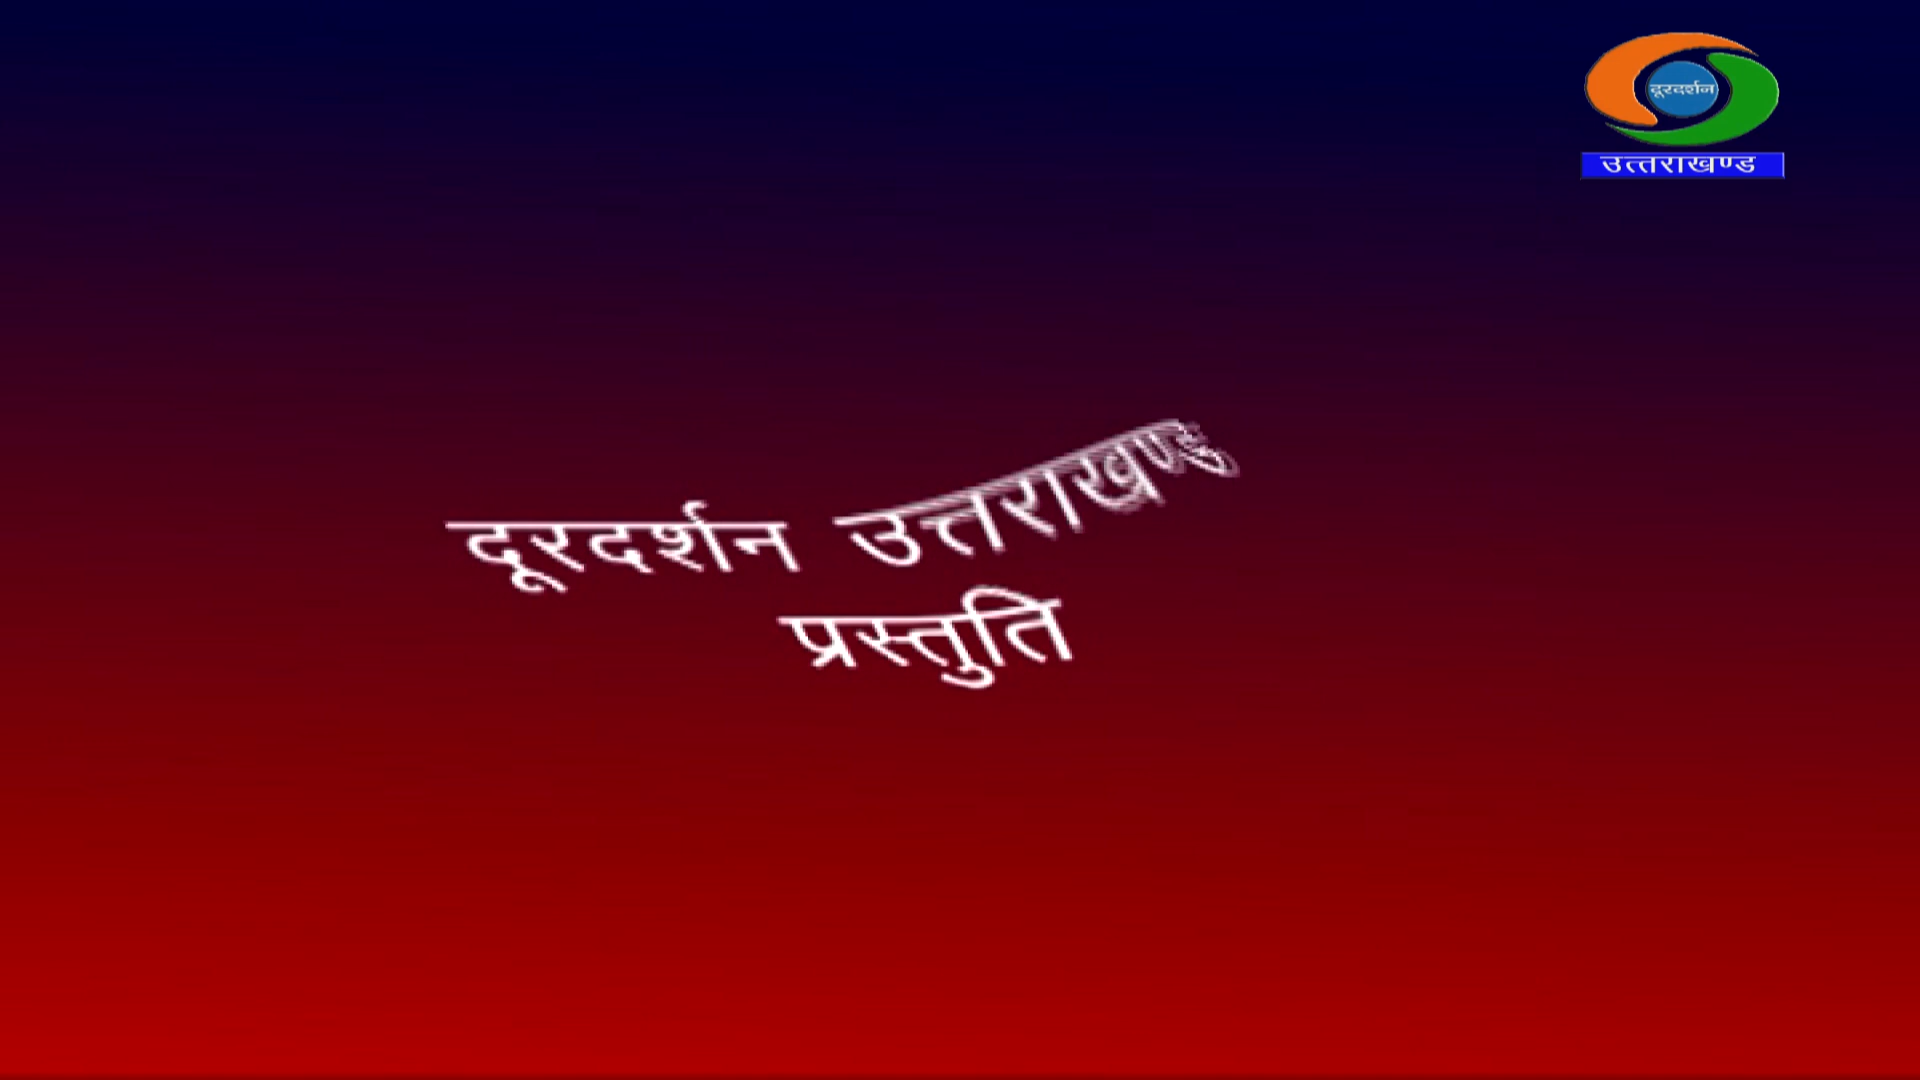 दूरदर्शन
उत्तराखण्ड
दूरदर्शन उत्तराखण्ड
प्रस्तुति